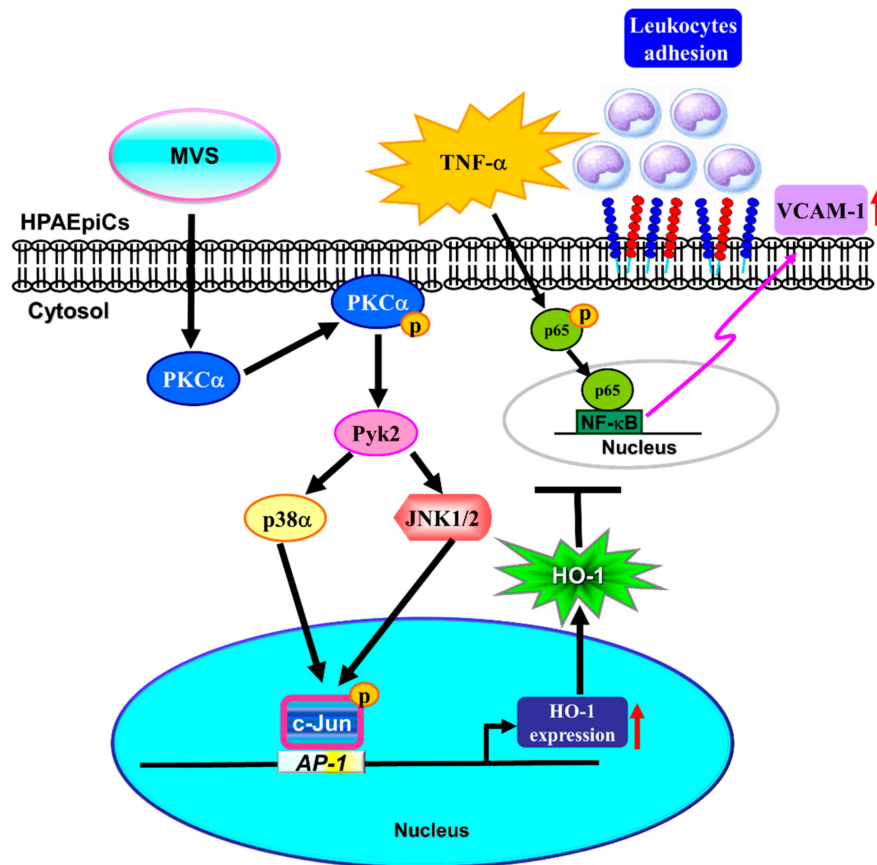 Leukocytes
adhesion
MVS
TNF-α
VCAM-1
HPAEpiCs
Cytosol
PKCα
p
PKCα
p65
p
p65
NF-κB
Nucleus
Pyk2
p38α
JNK1/2
HO-1
p
c-Jun
AP-1
HO-1
expression
Nucleus